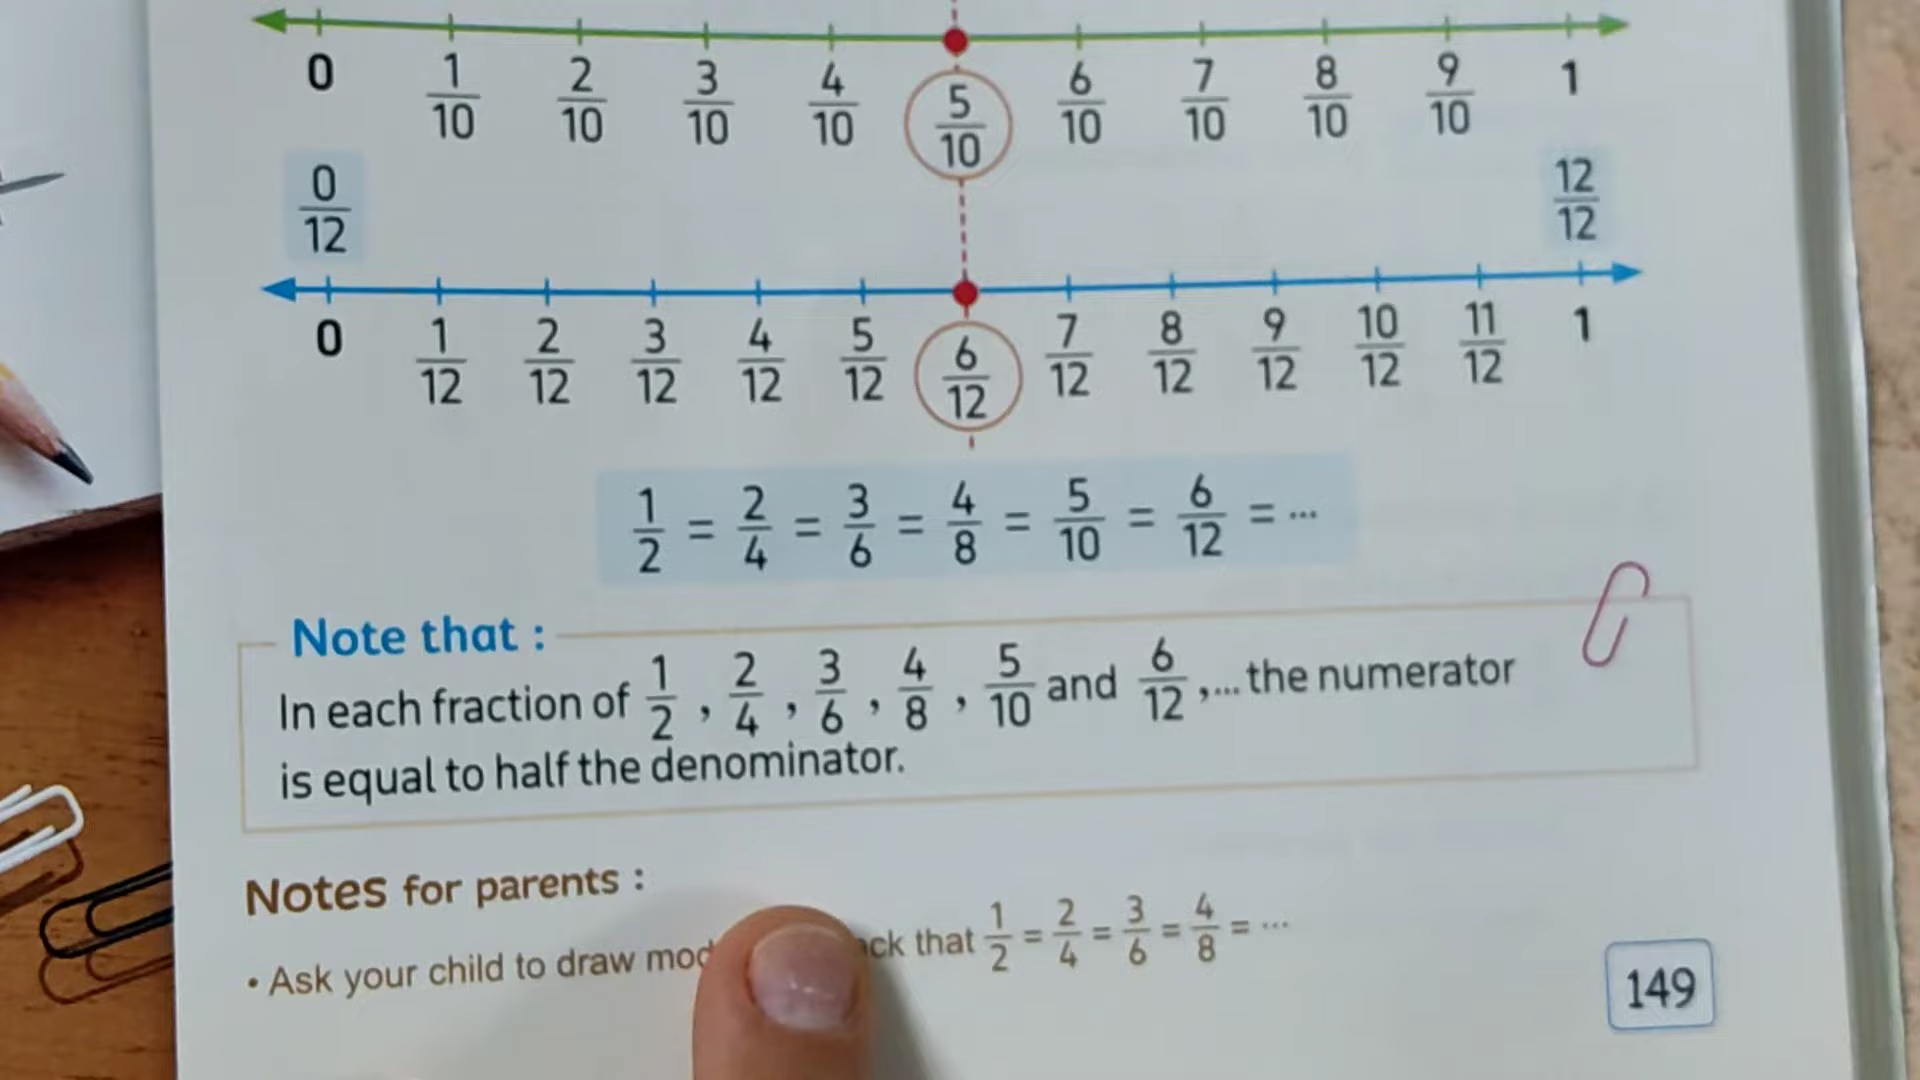 0 1/10 2/10 3/10 4/10 5/10 6/10 7/10 8/10 9/10 1
0/12 12/12
0 1/12 2/12 3/12 4/12 5/12 6/12 7/12 8/12 9/12 10/12 11/12 1
1/2 = 2/4 = 3/6 = 4/8 = 5/10 = 6/12 = ...
Note that :
In each fraction of 1/2 , 2/4 , 3/6 , 4/8 , 5/10 and 6/12 ,... the numerator
is equal to half the denominator.
Notes for parents :
• Ask your child to draw that 1/2 = 2/4 = 3/6 = 4/8 = ...
149